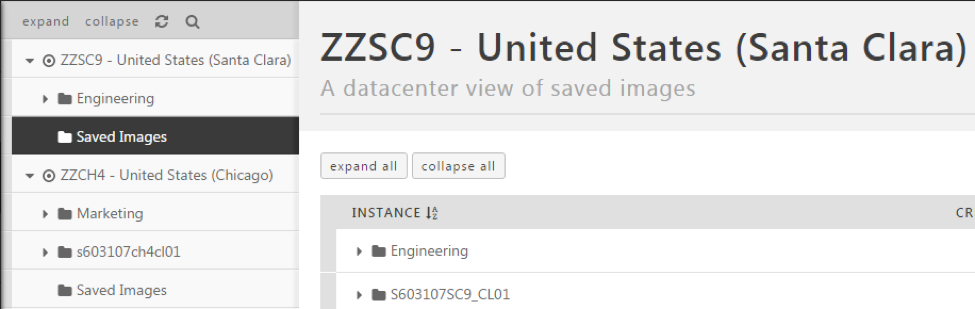 expand collapse
ZZSC9 - United States (Santa Clara)
Engineering
Saved Images
ZZCH4 - United States (Chicago)
Marketing
s603107ch4cl01
Saved Images
ZZSC9 - United States (Santa Clara)
A datacenter view of saved images
expand all collapse all
INSTANCE CR
Engineering
S603107SC9_CL01